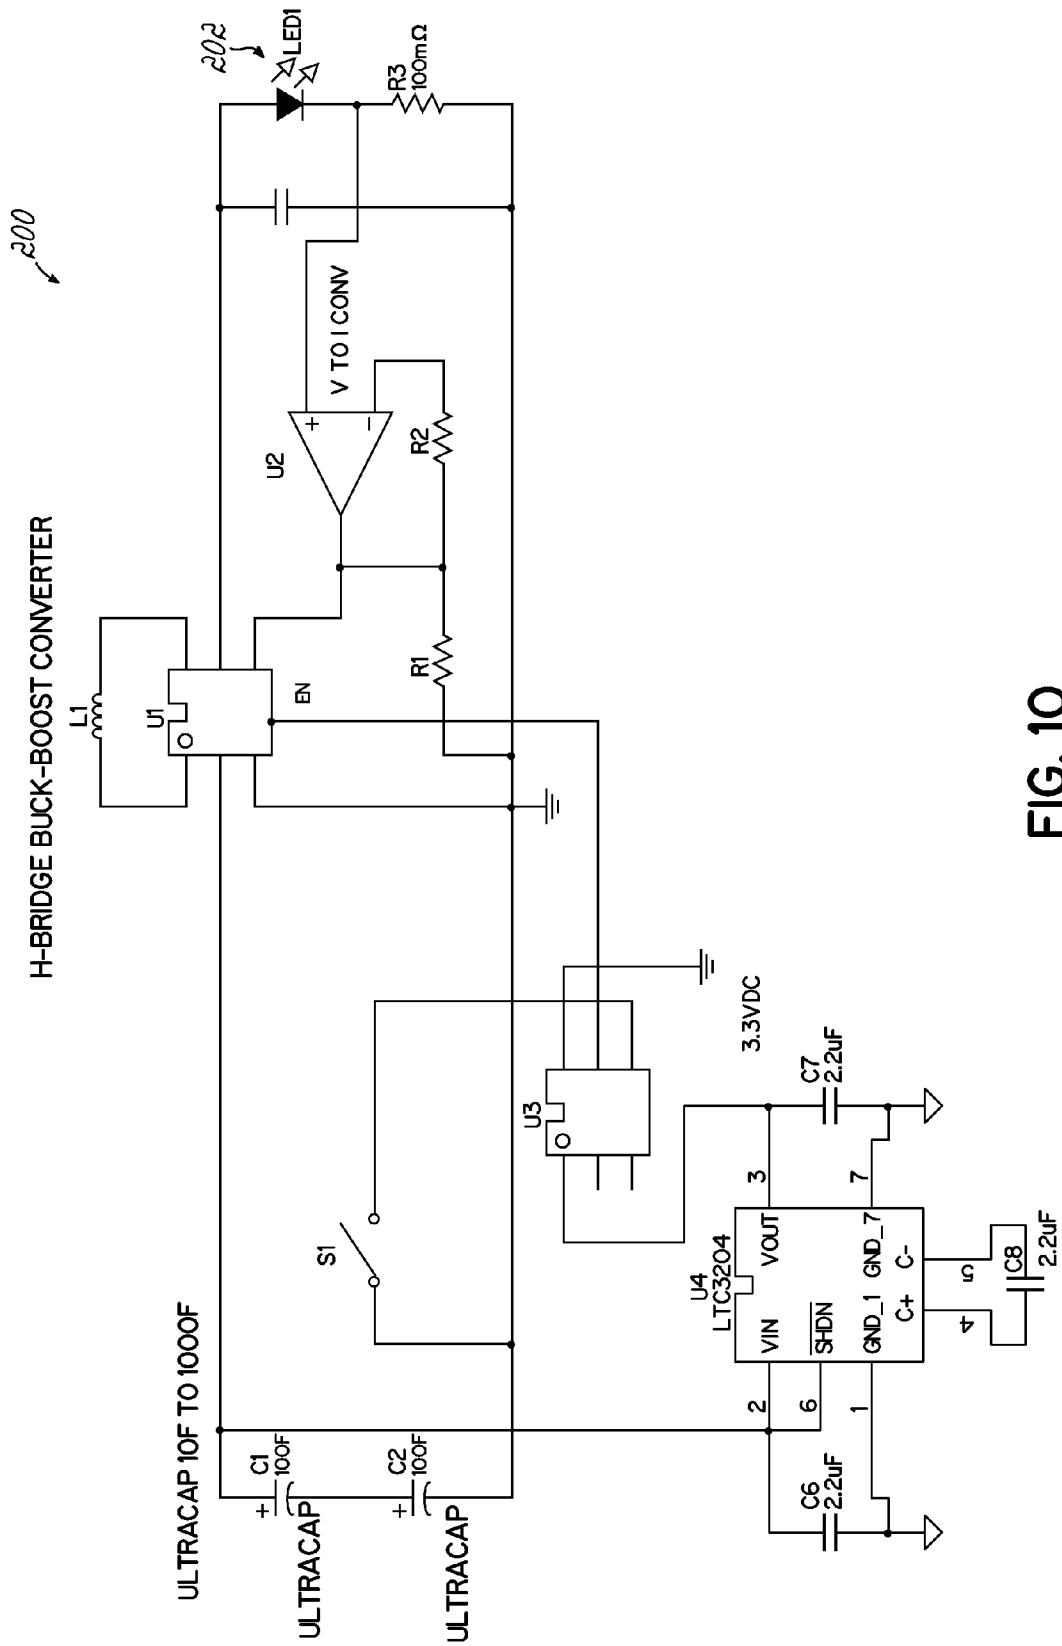 200
H-BRIDGE BUCK-BOOST CONVERTER
ULTRACAP 10F TO 1000F
L1
U1
EN
202
LED1
R3
100mΩ
V TO I CONV
U2
+
−
R2
R1
S1
+
C1
100F
ULTRACAP
+
C2
100F
ULTRACAP
U3
3.3VDC
U4
LTC3204
VIN
SHDN
GND_1
VOUT
GND_7
C+
C-
2
6
1
3
7
4
5
C6
2.2uF
C7
2.2uF
C8
2.2uF
FIG. 10